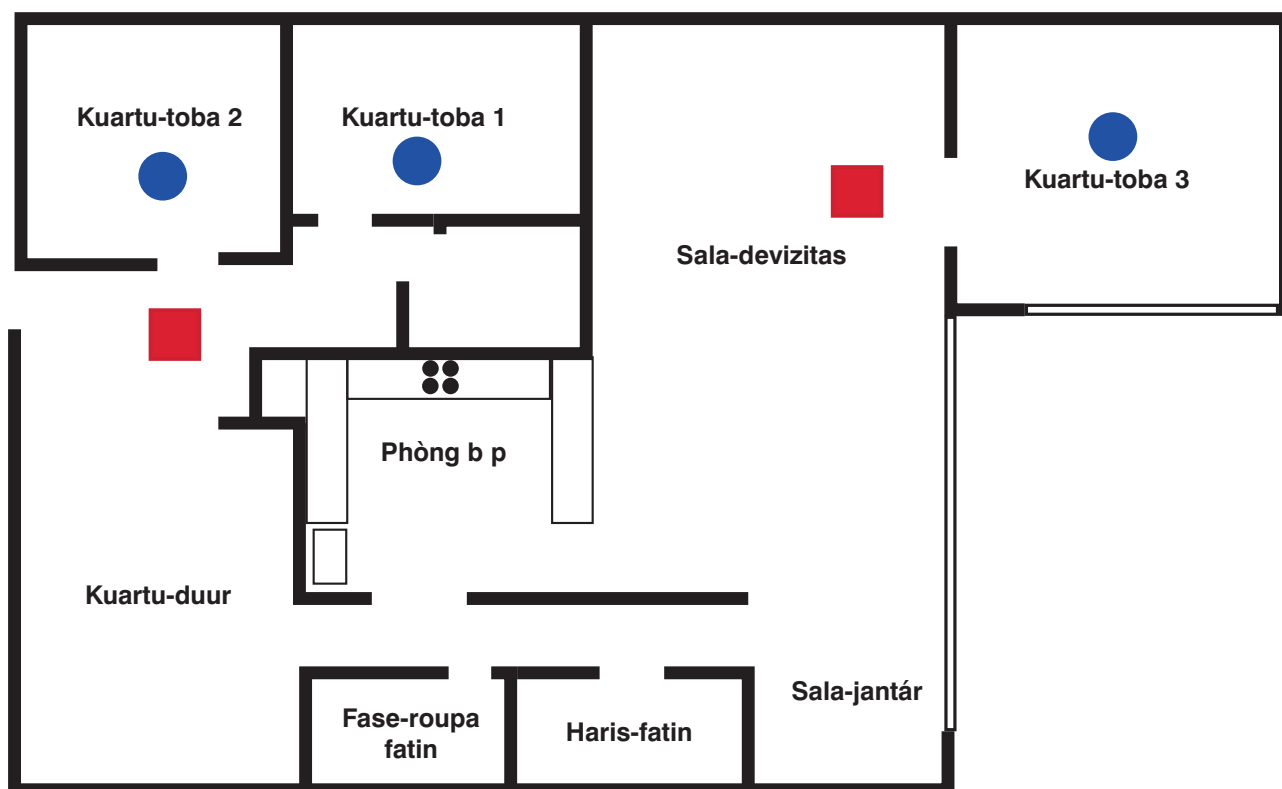 Kuartu-toba 2
Kuartu-toba 1
Kuartu-toba 3
Sala-devizitas
Phòng b p
Kuartu-duur
Sala-jantár
Fase-roupa
fatin
Haris-fatin